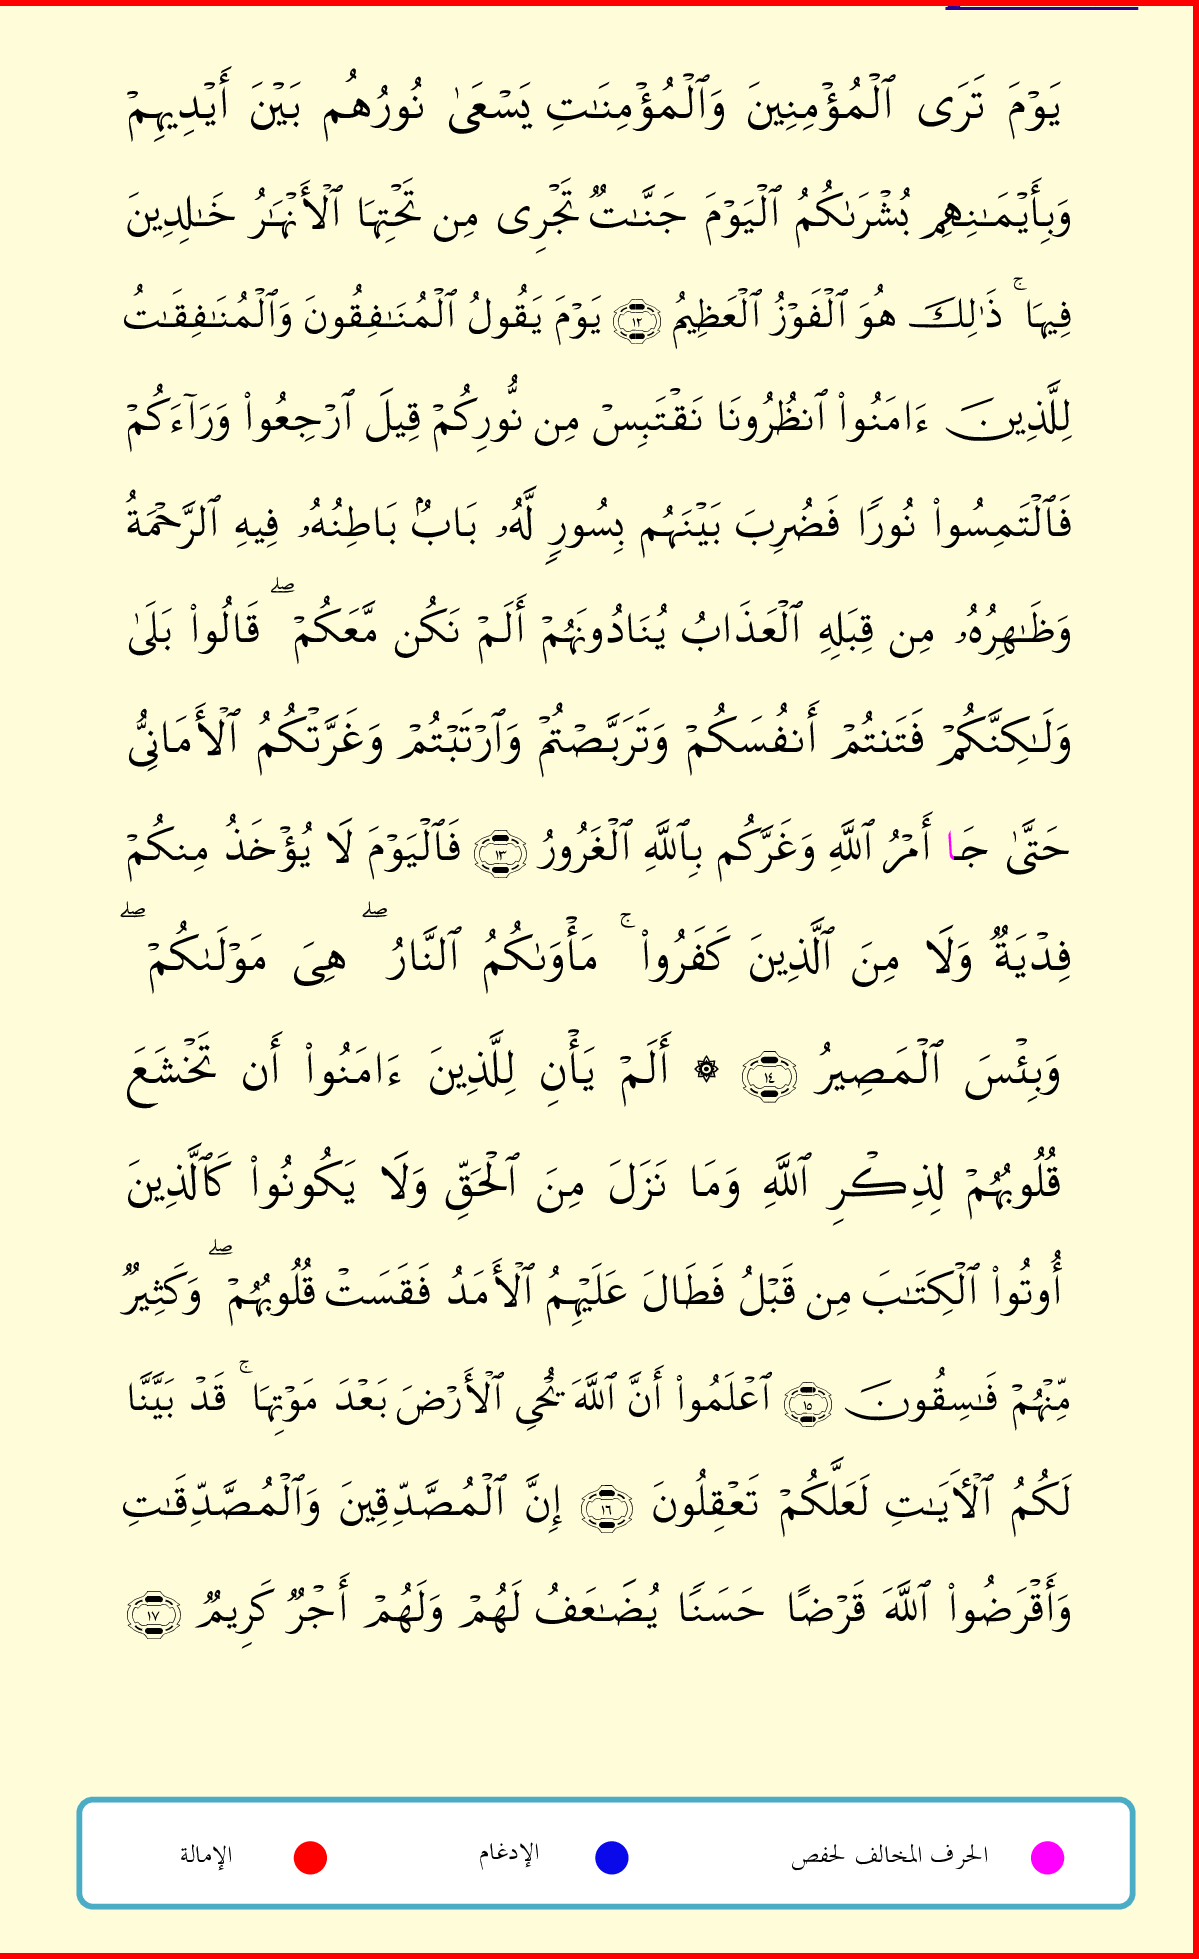 يَوْمَ تَرَى ٱلْمُؤْمِنِينَ وَٱلْمُؤْمِنَـٰتِ يَسْعَىٰ نُورُهُم بَيْنَ أَيْدِيهِمْ
وَبِأَيْمَـٰنِهِم بُشْرَىٰكُمُ ٱلْيَوْمَ جَنَّـٰتٌ تَجْرِى مِن تَحْتِهَا ٱلْأَنْهَـٰرُ خَـٰلِدِينَ
فِيهَا ۚ ذَٰلِكَ هُوَ ٱلْفَوْزُ ٱلْعَظِيمُ ١٢ يَوْمَ يَقُولُ ٱلْمُنَـٰفِقُونَ وَٱلْمُنَـٰفِقَـٰتُ
لِلَّذِينَ ءَامَنُوا۟ ٱنظُرُونَا نَقْتَبِسْ مِن نُّورِكُمْ قِيلَ ٱرْجِعُوا۟ وَرَآءَكُمْ
فَٱلْتَمِسُوا۟ نُورًا فَضُرِبَ بَيْنَهُم بِسُورٍ لَّهُۥ بَابٌۢ بَاطِنُهُۥ فِيهِ ٱلرَّحْمَةُ
وَظَـٰهِرُهُۥ مِن قِبَلِهِ ٱلْعَذَابُ يُنَادُونَهُمْ أَلَمْ نَكُن مَّعَكُمْ ۖ قَالُوا۟ بَلَىٰ
وَلَـٰكِنَّكُمْ فَتَنتُمْ أَنفُسَكُمْ وَتَرَبَّصْتُمْ وَٱرْتَبْتُمْ وَغَرَّتْكُمُ ٱلْأَمَانِىُّ
حَتَّىٰ جَا أَمْرُ ٱللَّهِ وَغَرَّكُم بِٱللَّهِ ٱلْغَرُورُ ١٣ فَٱلْيَوْمَ لَا يُؤْخَذُ مِنكُمْ
فِدْيَةٌ وَلَا مِنَ ٱلَّذِينَ كَفَرُوا۟ ۚ مَأْوَىٰكُمُ ٱلنَّارُ ۖ هِىَ مَوْلَىٰكُمْ ۖ
وَبِئْسَ ٱلْمَصِيرُ ١٤ ۞ أَلَمْ يَأْنِ لِلَّذِينَ ءَامَنُوا۟ أَن تَخْشَعَ
قُلُوبُهُمْ لِذِكْرِ ٱللَّهِ وَمَا نَزَلَ مِنَ ٱلْحَقِّ وَلَا يَكُونُوا۟ كَٱلَّذِينَ
أُوتُوا۟ ٱلْكِتَـٰبَ مِن قَبْلُ فَطَالَ عَلَيْهِمُ ٱلْأَمَدُ فَقَسَتْ قُلُوبُهُمْ ۖ وَكَثِيرٌ
مِّنْهُمْ فَـٰسِقُونَ ١٥ ٱعْلَمُوا۟ أَنَّ ٱللَّهَ يُحْىِ ٱلْأَرْضَ بَعْدَ مَوْتِهَا ۚ قَدْ بَيَّنَّا
لَكُمُ ٱلْـَٔايَـٰتِ لَعَلَّكُمْ تَعْقِلُونَ ١٦ إِنَّ ٱلْمُصَّدِّقِينَ وَٱلْمُصَّدِّقَـٰتِ
وَأَقْرَضُوا۟ ٱللَّهَ قَرْضًا حَسَنًا يُضَـٰعَفُ لَهُمْ وَلَهُمْ أَجْرٌ كَرِيمٌ ١٧
الحرف المخالف لحفص الإدغام الإمالة